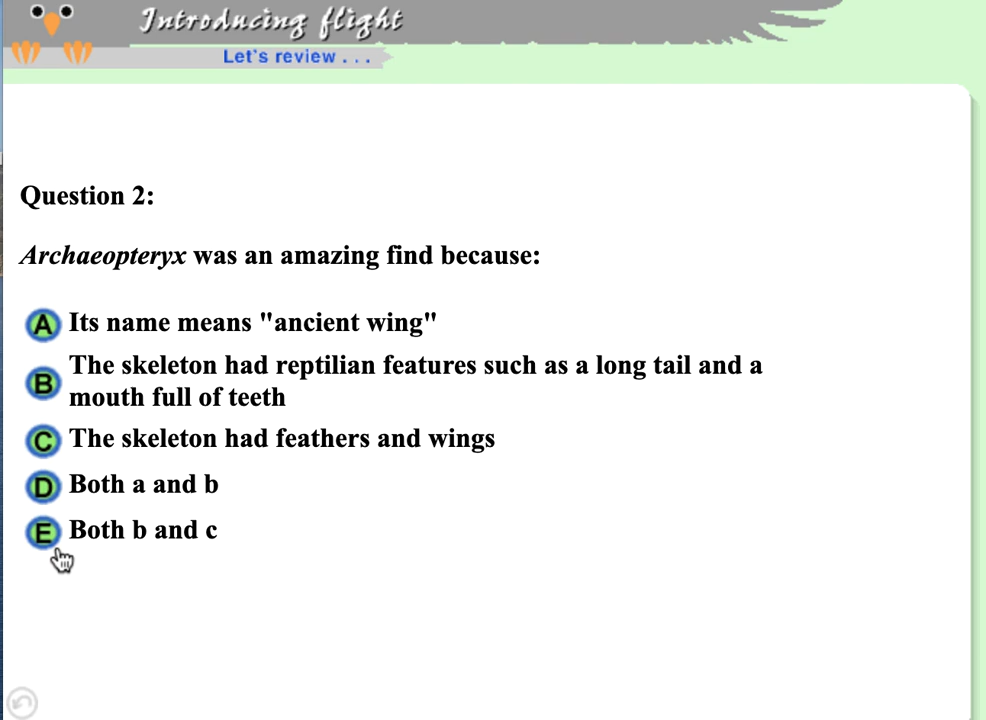 Introducing flight
Let's review . . .
Question 2:
Archaeopteryx was an amazing find because:
A Its name means "ancient wing"
B The skeleton had reptilian features such as a long tail and a
mouth full of teeth
C The skeleton had feathers and wings
D Both a and b
E Both b and c